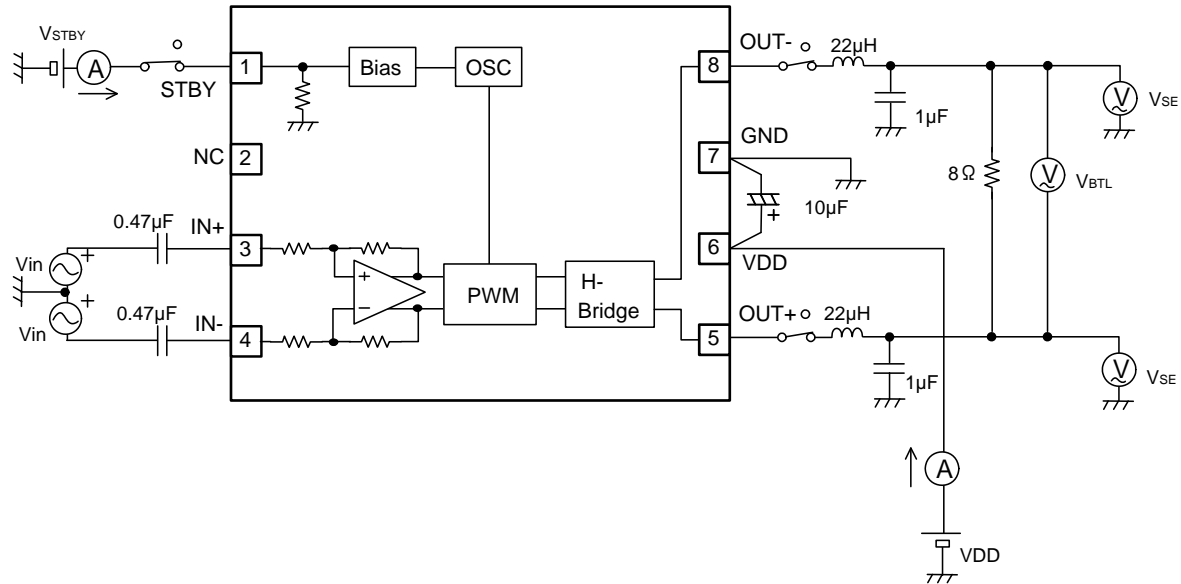 VSTBY
A
STBY
1
Bias
OSC
8
OUT-
22µH
1µF
V
VSE
NC
2
7
GND
10µF
+
8Ω
V
VBTL
0.47µF
IN+
3
Vin
+
+
Vin
0.47µF
IN-
4
+
−
PWM
H-
Bridge
6
VDD
5
OUT+
22µH
1µF
V
VSE
A
VDD